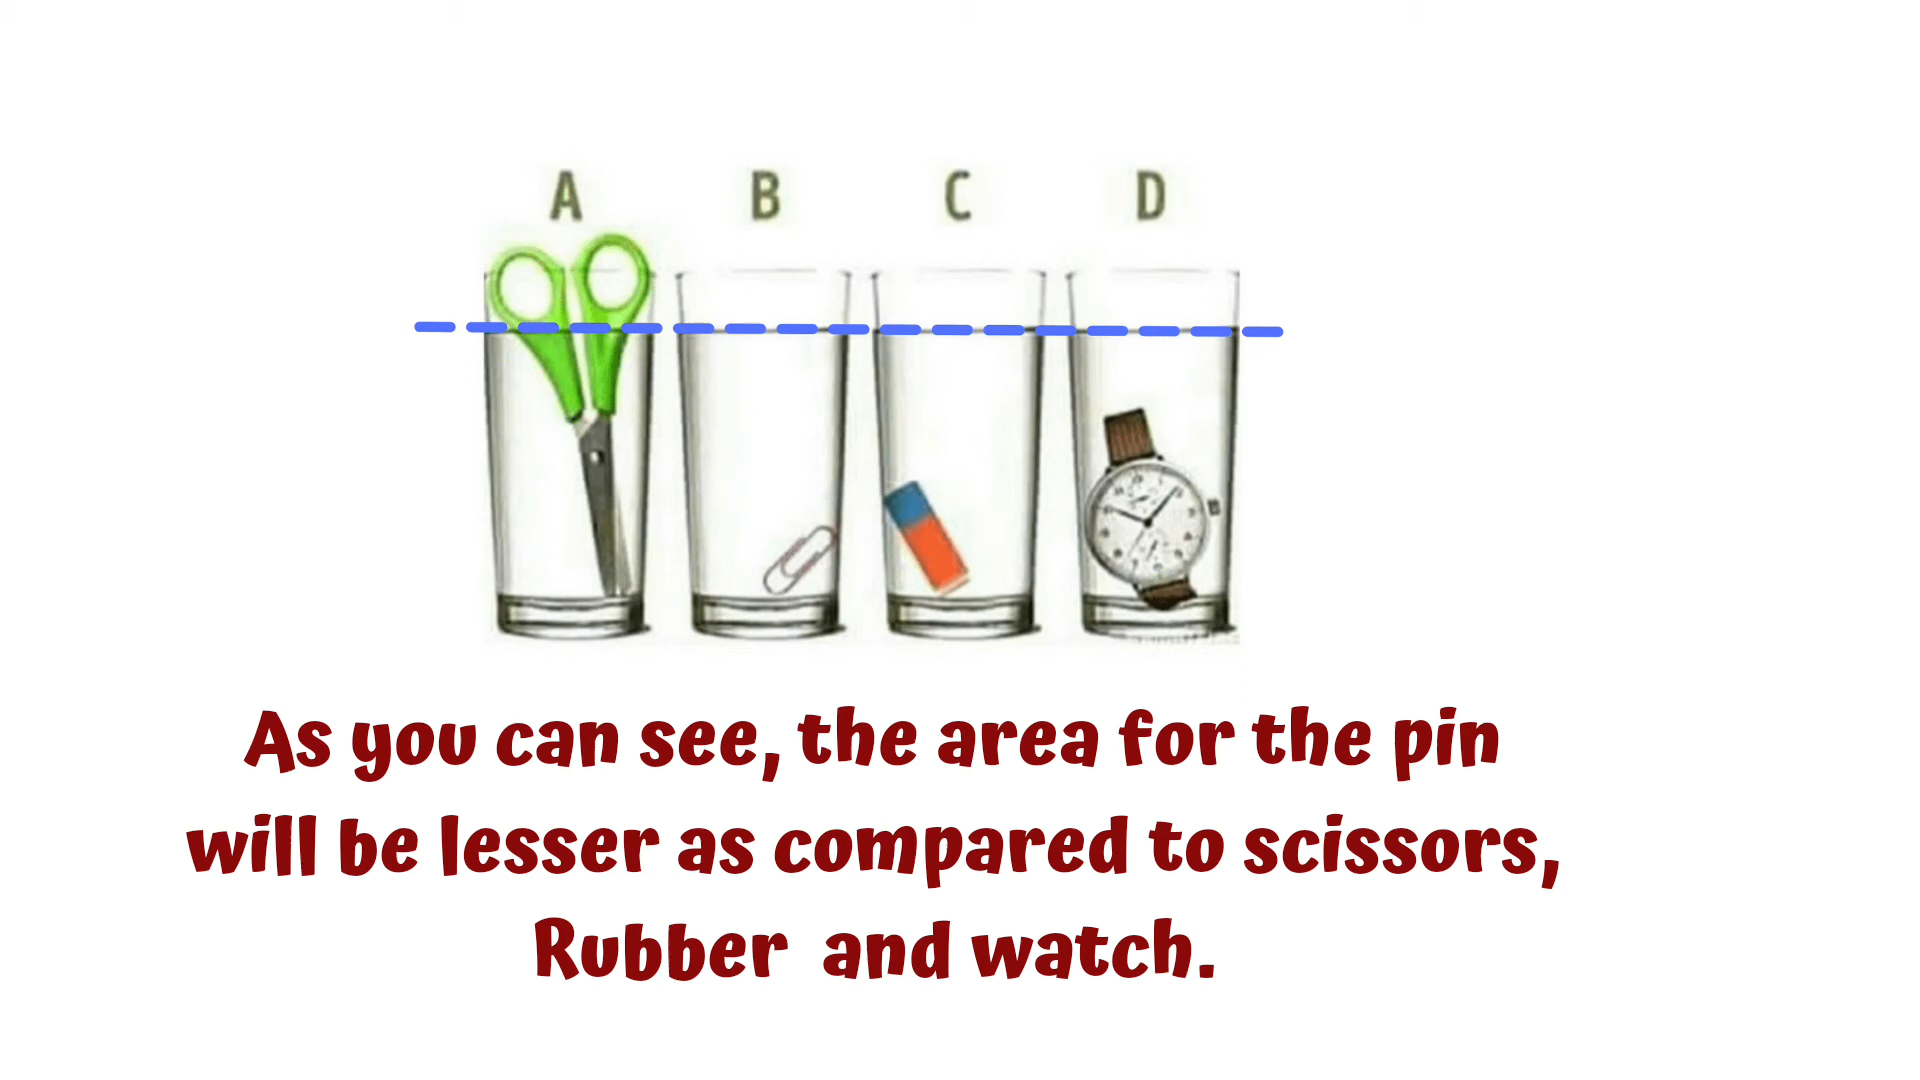 A B C D
As you can see, the area for the pin
will be lesser as compared to scissors,
Rubber and watch.